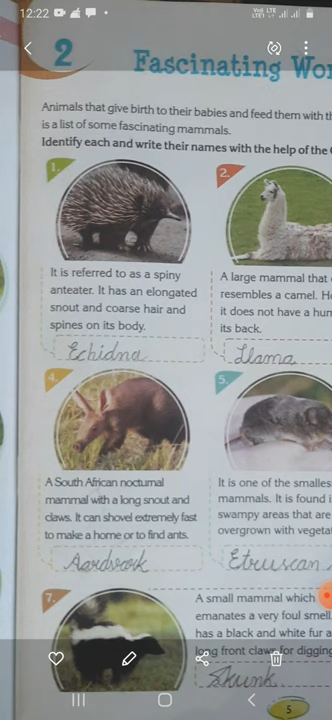 12:22
VoI) LTE
LTE1
2
Fascinating Wo
Animals that give birth to their babies and feed them with th
is a list of some fascinating mammals.
Identify each and write their names with the help of the
1.
2.
It is referred to as a spiny
anteater. It has an elongated
snout and coarse hair and
spines on its body.
Echidna
A large mammal that
resembles a camel. H
it does not have a hum
its back.
Llama
4.
5.
A South African nocturnal
mammal with a long snout and
claws. It can shovel extremely fast
to make a home or to find ants.
Aardvark
It is one of the smalles
mammals. It is found i
swampy areas that are
overgrown with vegetat
Etruscan
7.
A small mammal which
emanates a very foul smell.
has a black and white fur a
long front claws for digging
Skunk
5